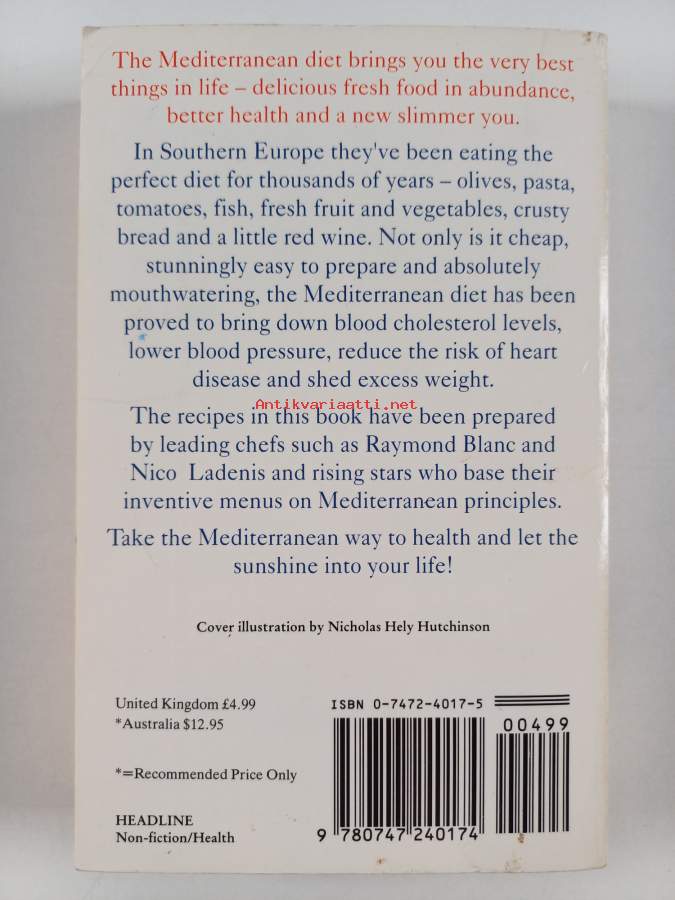 The Mediterranean diet brings you the very best
things in life – delicious fresh food in abundance,
better health and a new slimmer you.
In Southern Europe they've been eating the
perfect diet for thousands of years – olives, pasta,
tomatoes, fish, fresh fruit and vegetables, crusty
bread and a little red wine. Not only is it cheap,
stunningly easy to prepare and absolutely
mouthwatering, the Mediterranean diet has been
proved to bring down blood cholesterol levels,
lower blood pressure, reduce the risk of heart
disease and shed excess weight.
Antikvariaatti.net
The recipes in this book have been prepared
by leading chefs such as Raymond Blanc and
Nico Ladenis and rising stars who base their
inventive menus on Mediterranean principles.
Take the Mediterranean way to health and let the
sunshine into your life!
Cover illustration by Nicholas Hely Hutchinson
United Kingdom £4.99
*Australia $12.95
*=Recommended Price Only
HEADLINE
Non-fiction/Health
ISBN 0-7472-4017-5
00499
9 780747 240174